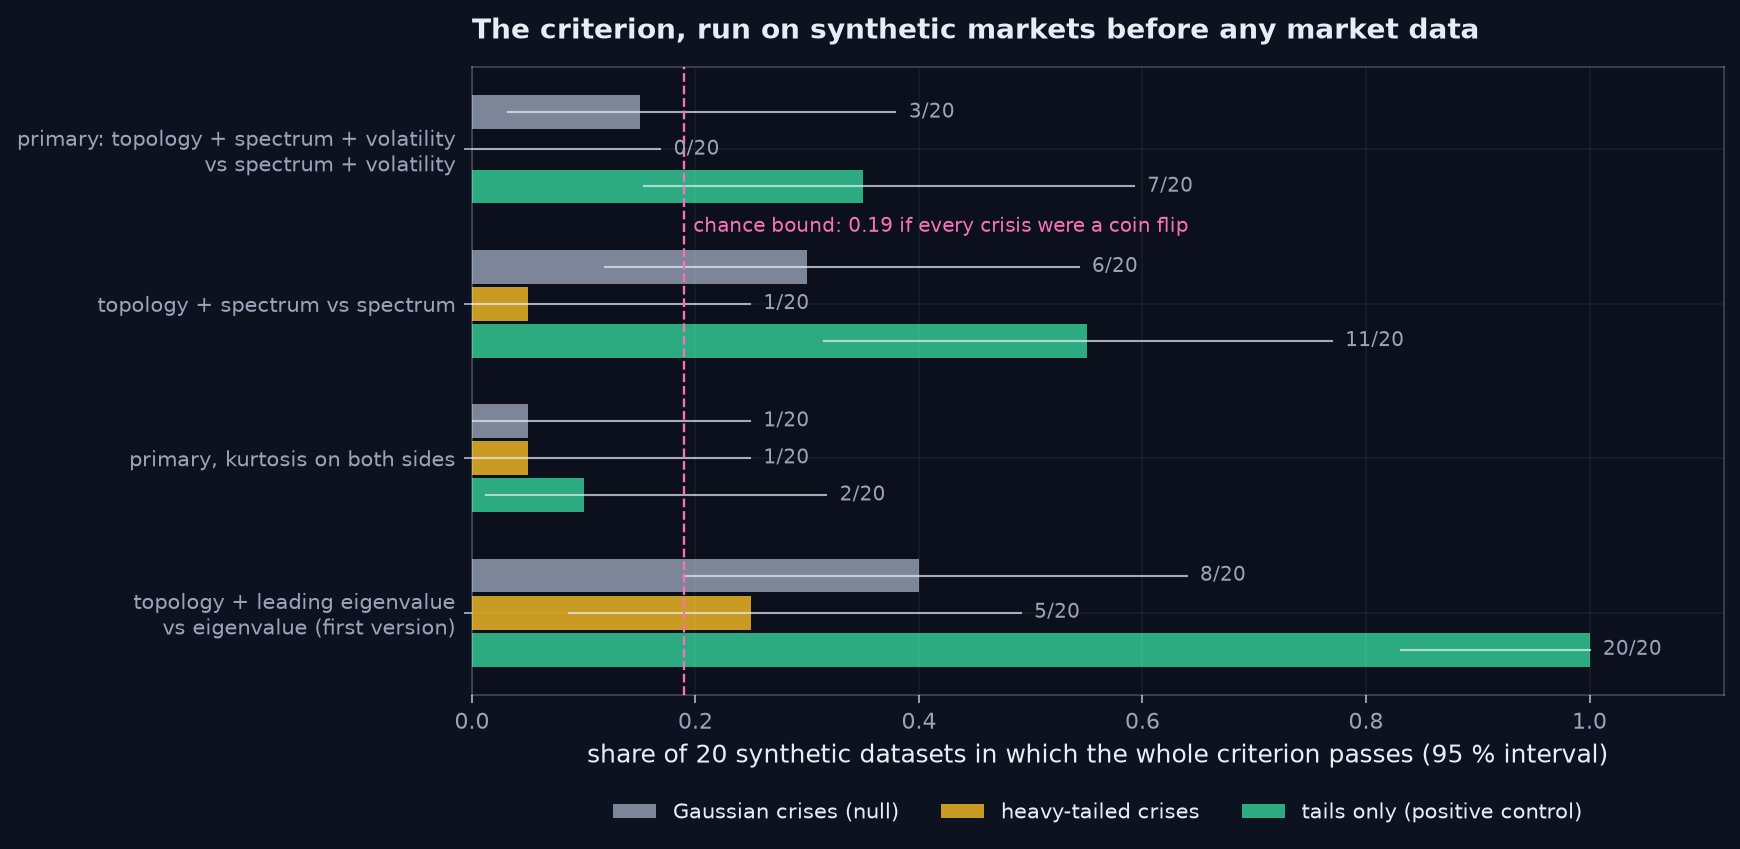 The criterion, run on synthetic markets before any market data
primary: topology + spectrum + volatility
vs spectrum + volatility
3/20
0/20
7/20
chance bound: 0.19 if every crisis were a coin flip
topology + spectrum vs spectrum
6/20
1/20
11/20
primary, kurtosis on both sides
1/20
1/20
2/20
topology + leading eigenvalue
vs eigenvalue (first version)
8/20
5/20
20/20
0.0 0.2 0.4 0.6 0.8 1.0
share of 20 synthetic datasets in which the whole criterion passes (95 % interval)
Gaussian crises (null) heavy-tailed crises tails only (positive control)